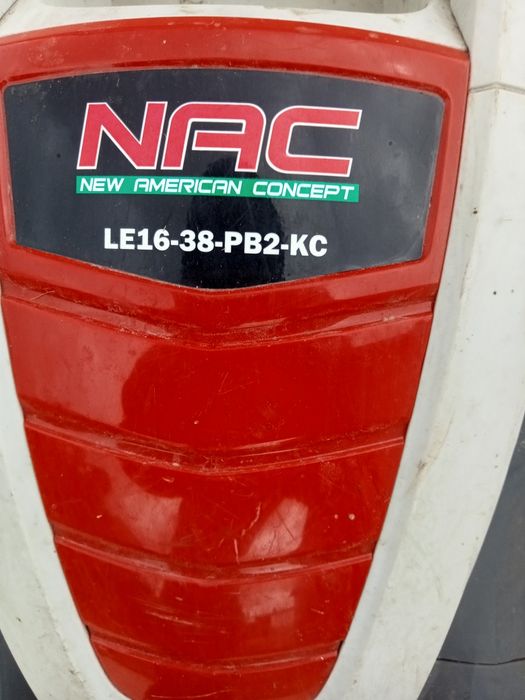 NAC
NEW AMERICAN CONCEPT
LE16-38-PB2-KC